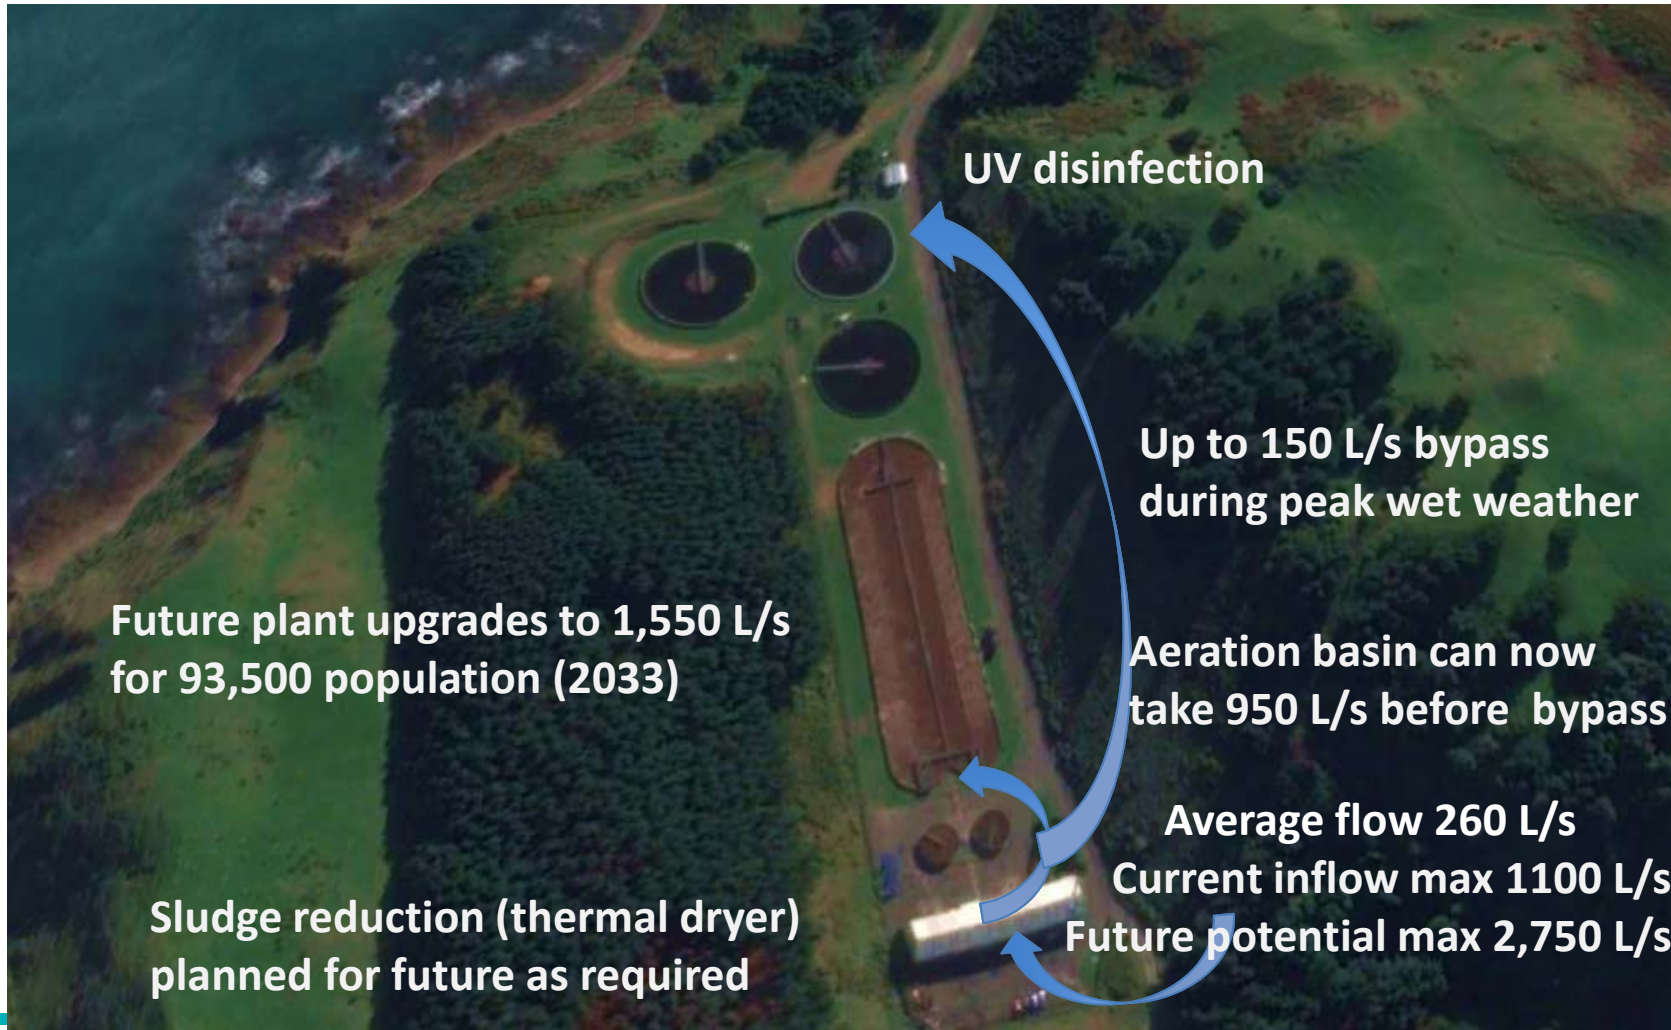 UV disinfection
Up to 150 L/s bypass
during peak wet weather
Future plant upgrades to 1,550 L/s
for 93,500 population (2033)
Aeration basin can now
take 950 L/s before  bypass
Average flow 260 L/s
Current inflow max 1100 L/s
Future potential max 2,750 L/s
Sludge reduction (thermal dryer)
planned for future as required